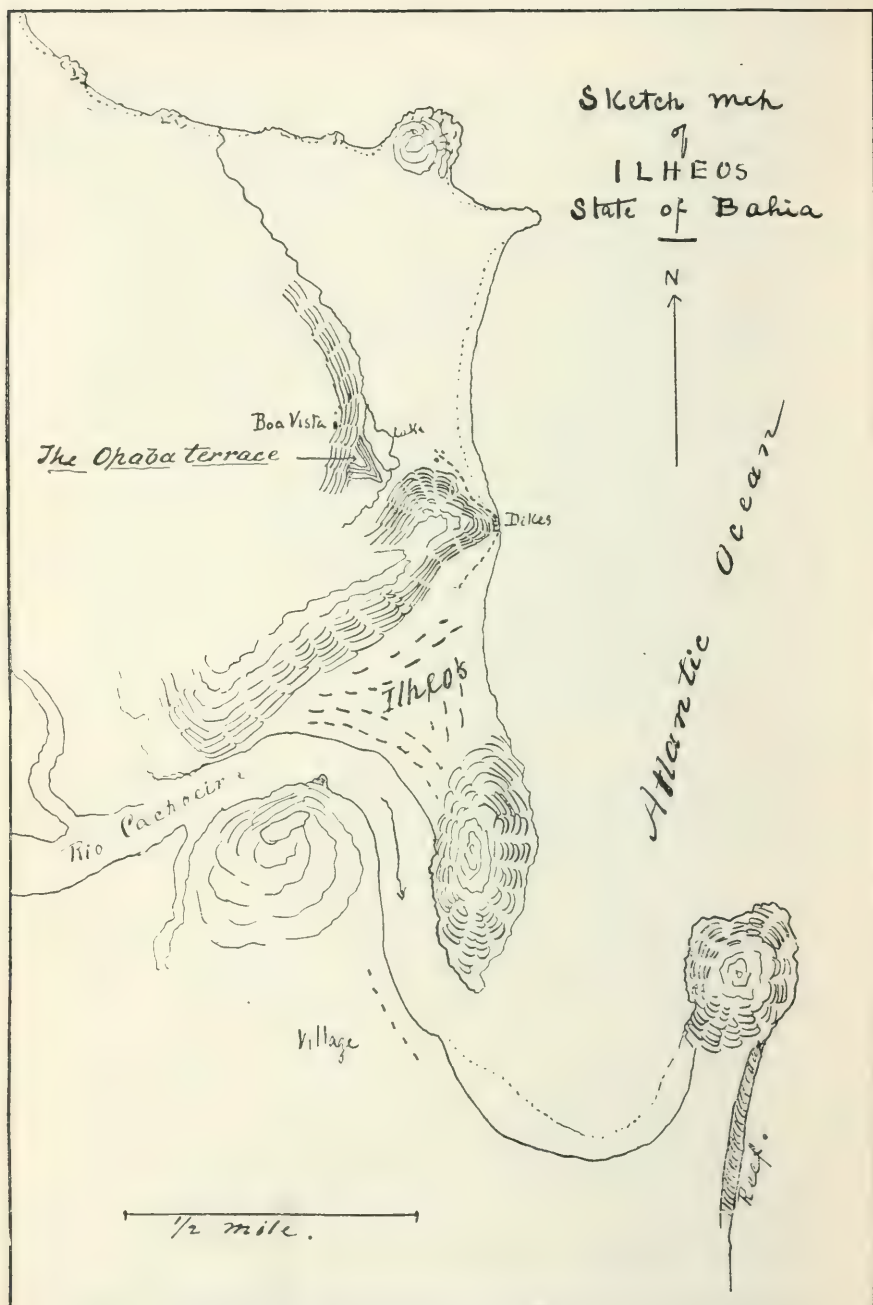 Sketch mch
of
ILHEOS
State of Bahia
N
Boa Vista
Lake
The Opaba terrace
Dikes
Atlantic Ocean
Ilheos
Rio Cachoeira
Village
Reef.
1/2 mile.